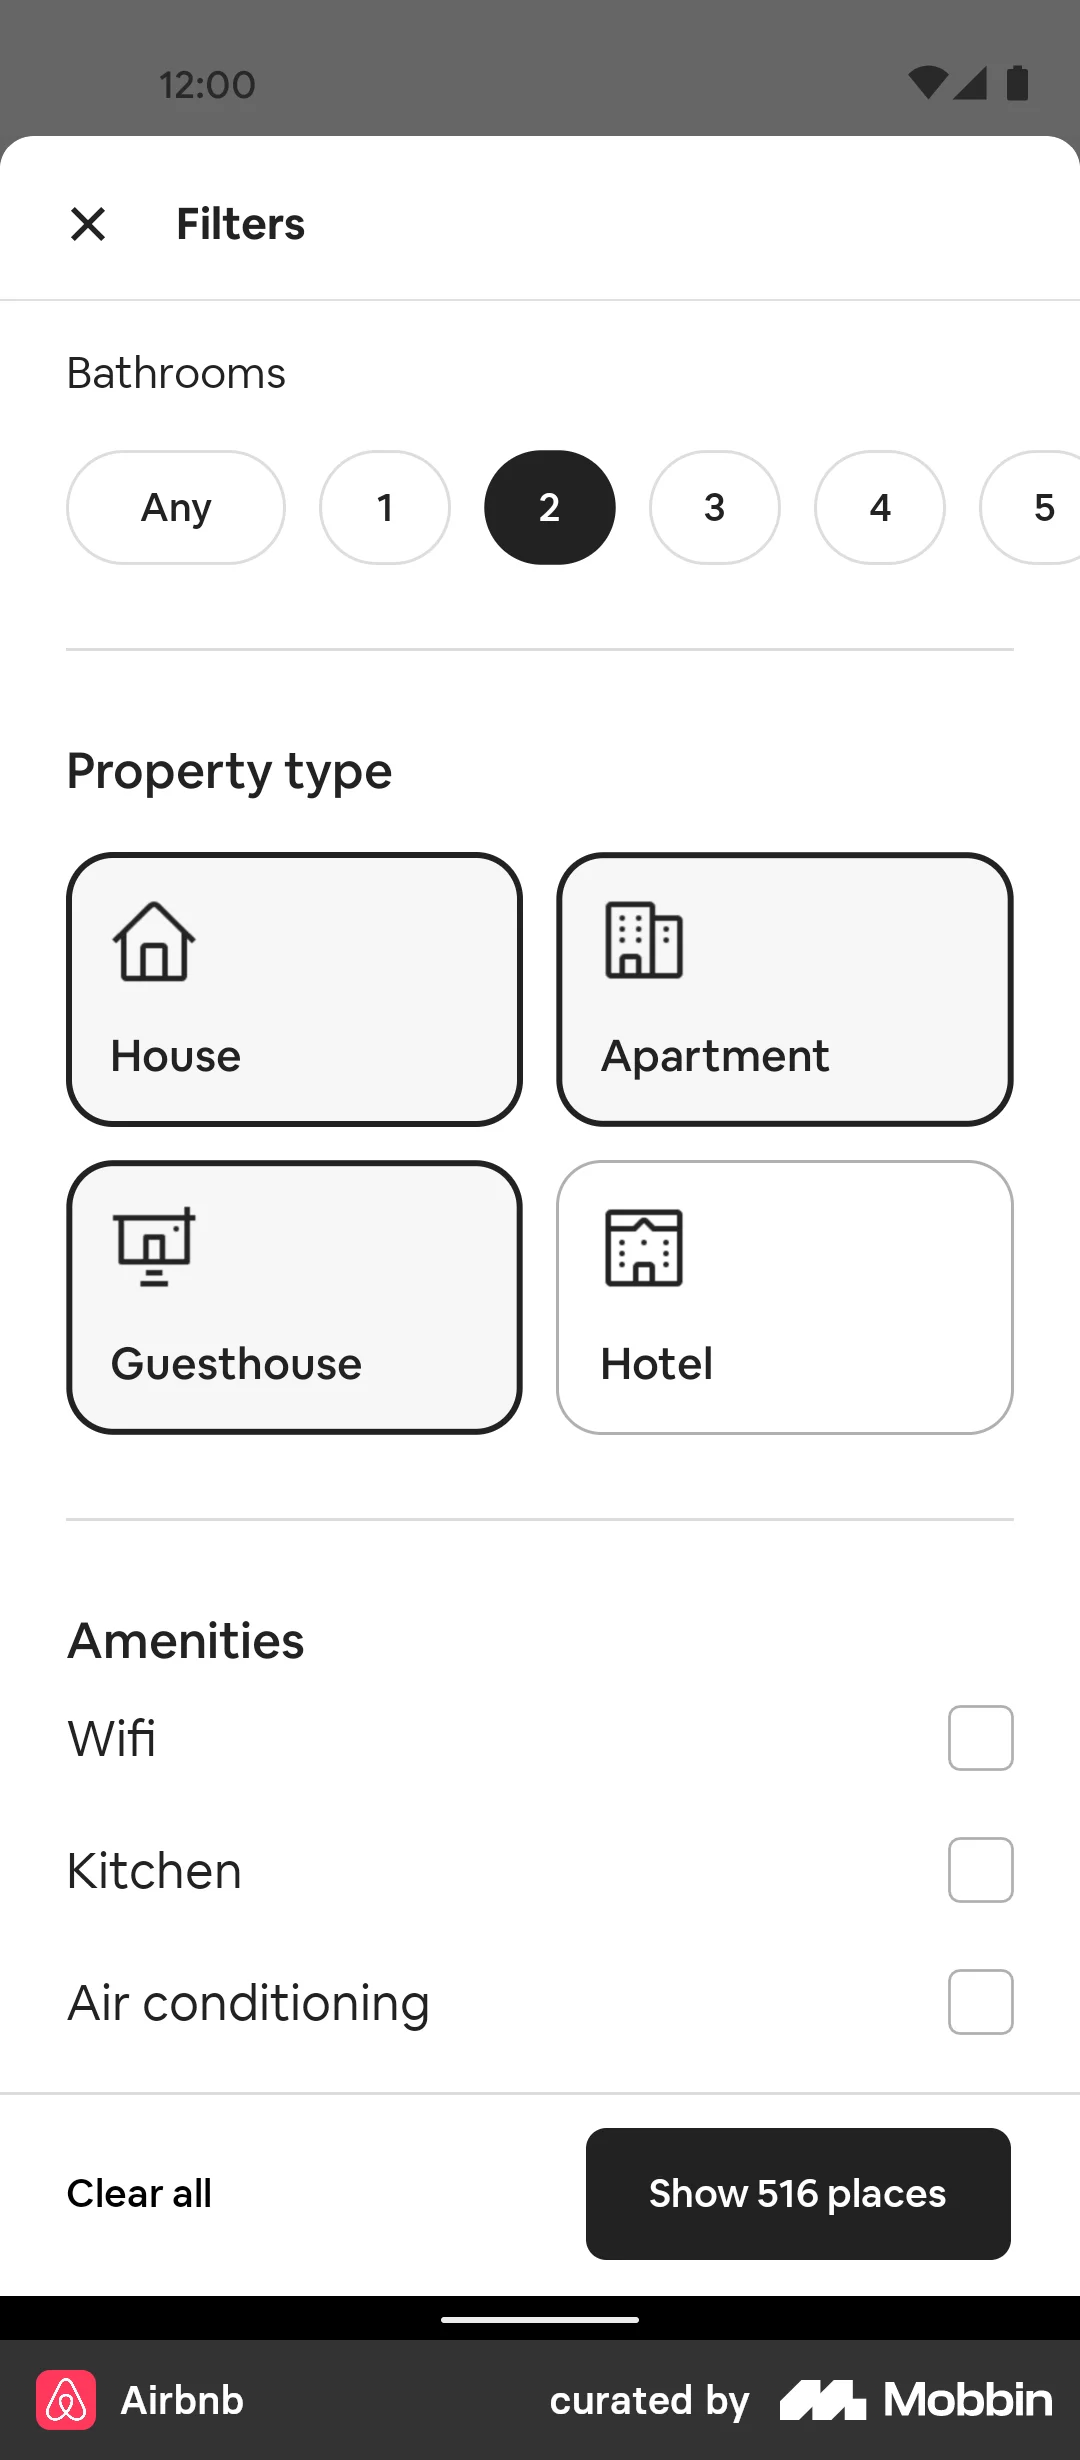 12:00
Filters
Bathrooms
Any 1 2 3 4 5
Property type
House Apartment
Guesthouse Hotel
Amenities
Wifi
Kitchen
Air conditioning
Clear all Show 516 places
Airbnb curated by Mobbin